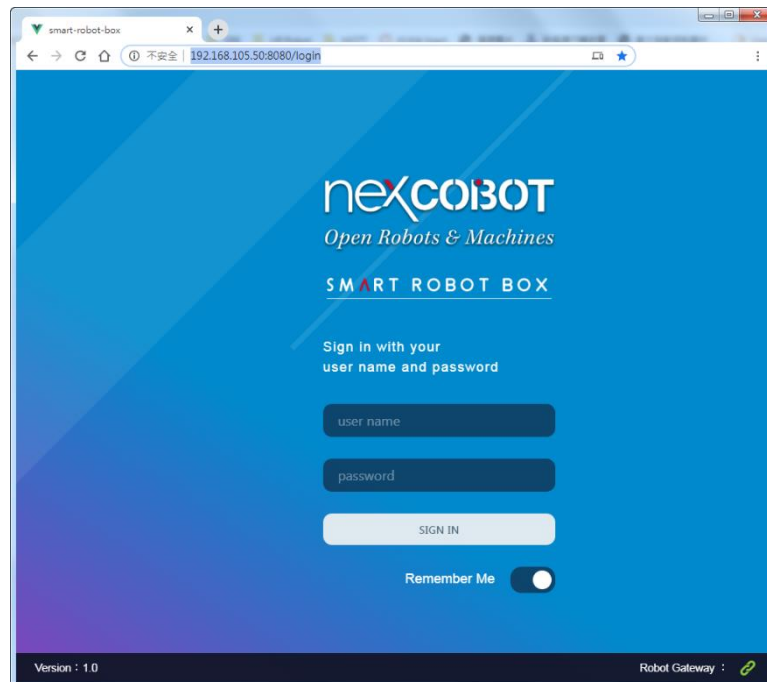 smart-robot-box
不安全 | 192.168.105.50:8080/login
nexCOBOT
Open Robots & Machines
SMART ROBOT BOX
Sign in with your
user name and password
user name
password
SIGN IN
Remember Me
Version：1.0
Robot Gateway：